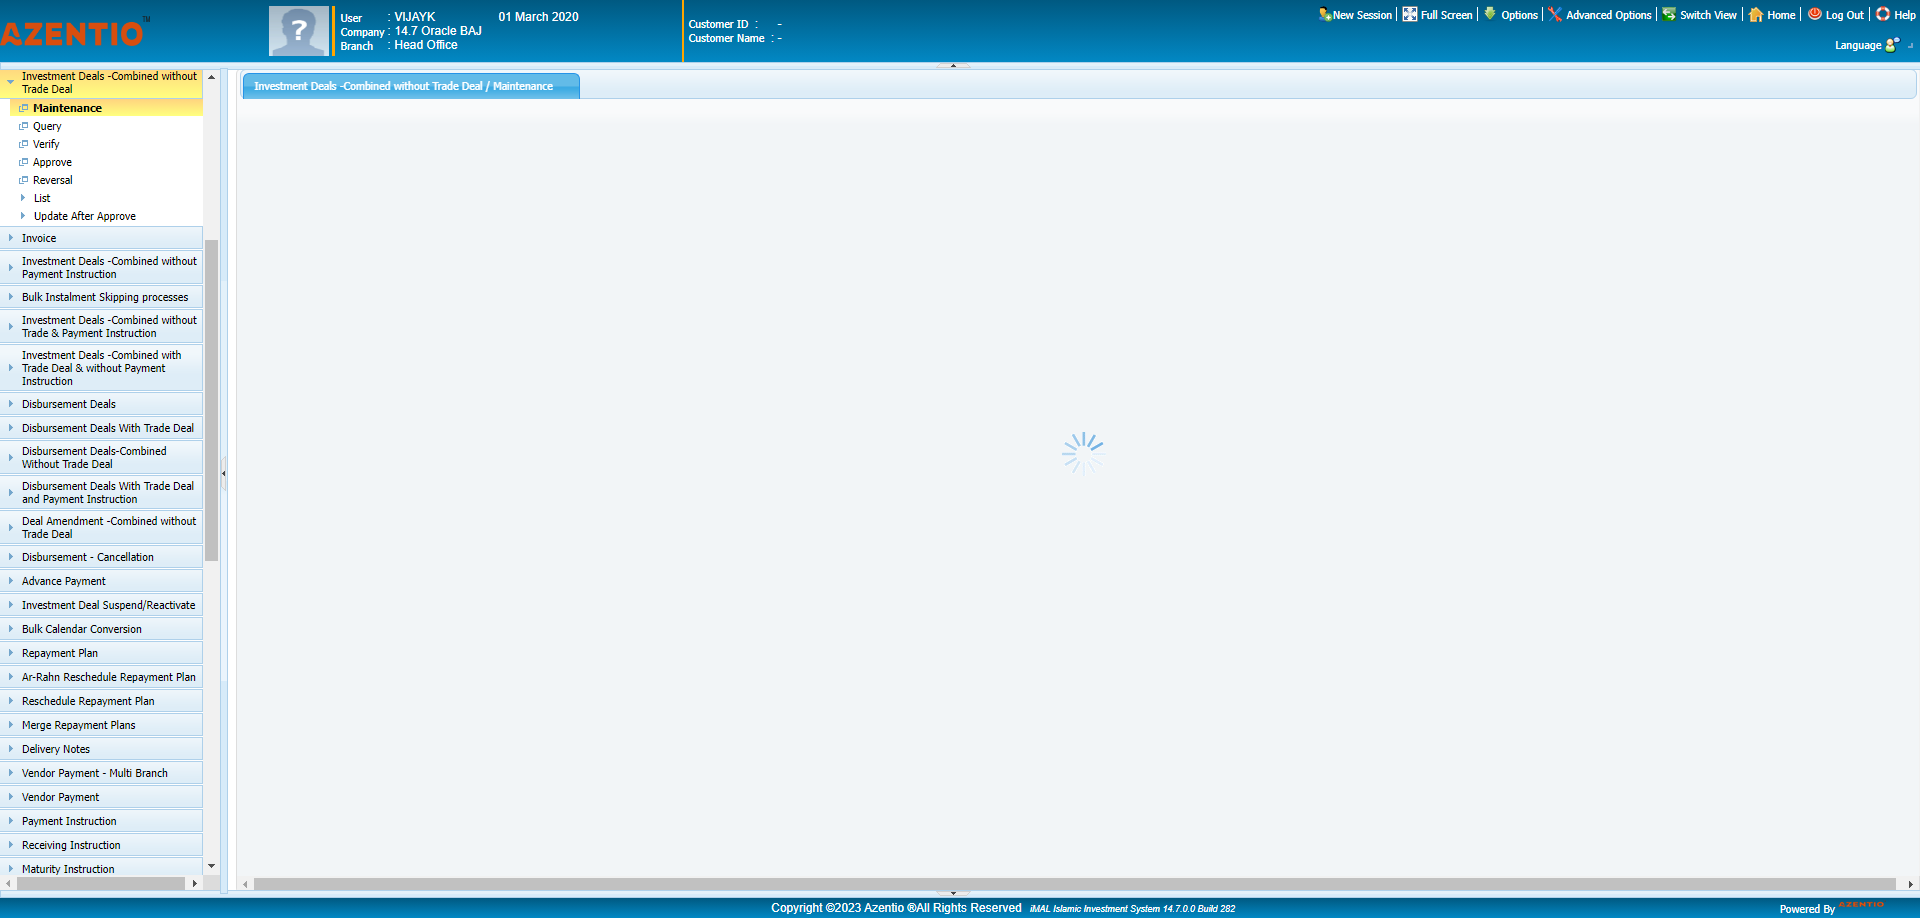 AZENTIO™
User : VIJAYK 01 March 2020
Company : 14.7 Oracle BAJ
Branch : Head Office
Customer ID : -
Customer Name : -
New Session
Full Screen
Options
Advanced Options
Switch View
Home
Log Out
Help
Language
Investment Deals -Combined without
Trade Deal
Maintenance
Query
Verify
Approve
Reversal
List
Update After Approve
Invoice
Investment Deals -Combined without
Payment Instruction
Bulk Instalment Skipping processes
Investment Deals -Combined without
Trade & Payment Instruction
Investment Deals -Combined with
Trade Deal & without Payment
Instruction
Disbursement Deals
Disbursement Deals With Trade Deal
Disbursement Deals-Combined
Without Trade Deal
Disbursement Deals With Trade Deal
and Payment Instruction
Deal Amendment -Combined without
Trade Deal
Disbursement - Cancellation
Advance Payment
Investment Deal Suspend/Reactivate
Bulk Calendar Conversion
Repayment Plan
Ar-Rahn Reschedule Repayment Plan
Reschedule Repayment Plan
Merge Repayment Plans
Delivery Notes
Vendor Payment - Multi Branch
Vendor Payment
Payment Instruction
Receiving Instruction
Maturity Instruction
Investment Deals -Combined without Trade Deal / Maintenance
Copyright ©2023 Azentio ®All Rights Reserved iMAL Islamic Investment System 14.7.0.0 Build 282
Powered By AZENTIO